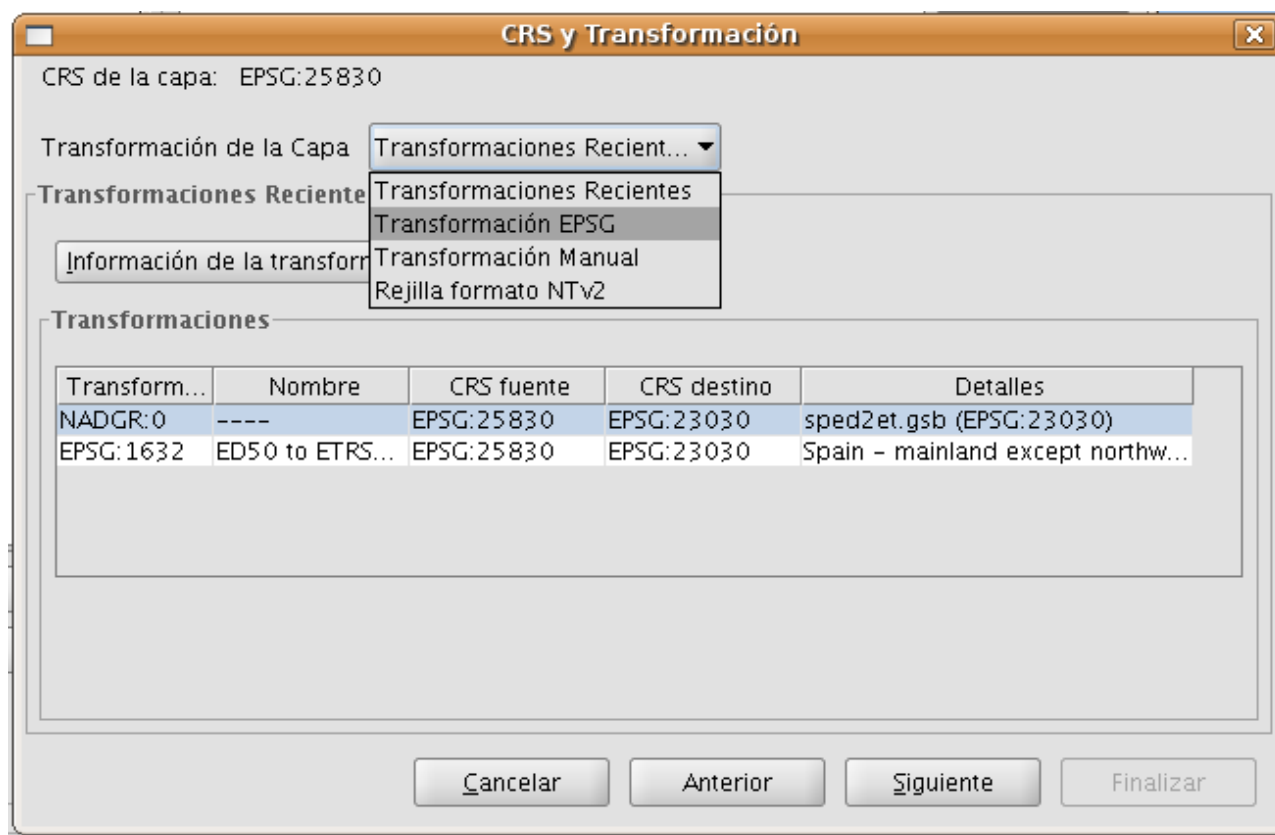 CRS y Transformación
CRS de la capa: EPSG:25830
Transformación de la Capa Transformaciones Recient...
Transformaciones Reciente
Transformaciones Recientes
Transformación EPSG
Transformación Manual
Rejilla formato NTv2
Información de la transforr
Transformaciones
Transform... Nombre CRS fuente CRS destino Detalles
NADGR:0 ---- EPSG:25830 EPSG:23030 sped2et.gsb (EPSG:23030)
EPSG:1632 ED50 to ETRS... EPSG:25830 EPSG:23030 Spain - mainland except northw...
Cancelar Anterior Siguiente Finalizar